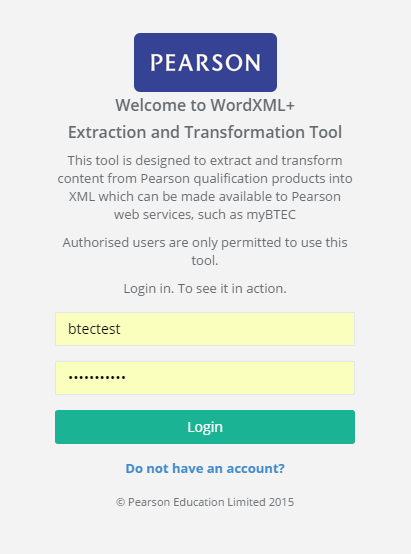 PEARSON
Welcome to WordXML+
Extraction and Transformation Tool
This tool is designed to extract and transform
content from Pearson qualification products into
XML which can be made available to Pearson
web services, such as myBTEC
Authorised users are only permitted to use this
tool.
Login in. To see it in action.
btectest
•••••••••••
Login
Do not have an account?
© Pearson Education Limited 2015